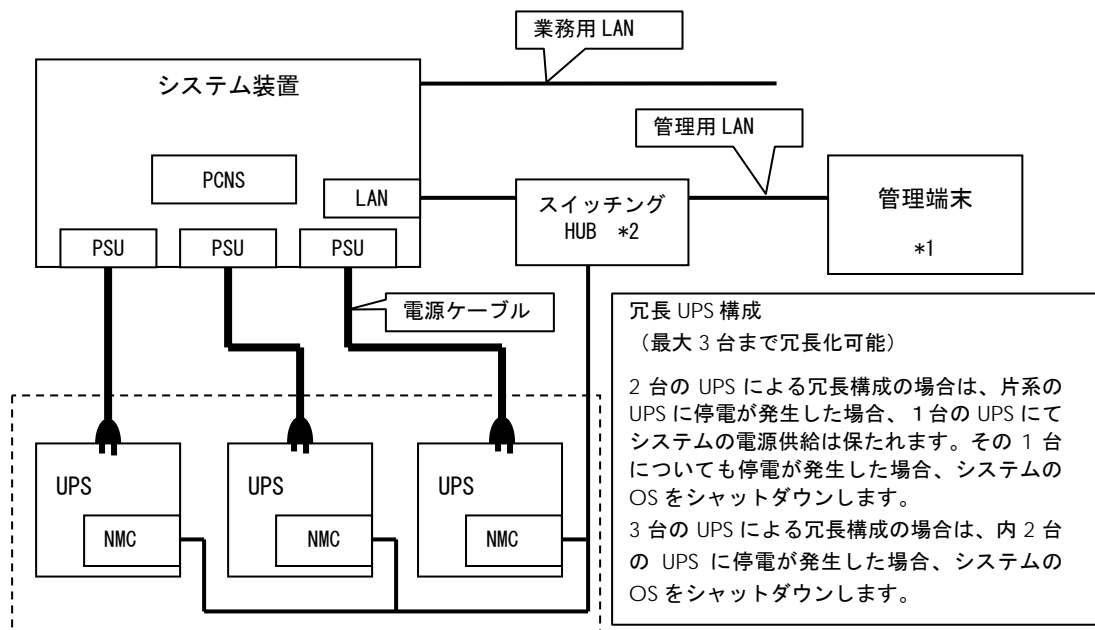 業務用 LAN
システム装置
管理用 LAN
PCNS
LAN
スイッチング
HUB *2
管理端末
*1
PSU
PSU
PSU
電源ケーブル
冗長 UPS 構成
（最大 3 台まで冗長化可能）
2 台の UPS による冗長構成の場合は、片系の
UPS に停電が発生した場合、１台の UPS にて
システムの電源供給は保たれます。その 1 台
についても停電が発生した場合、システムの
OS をシャットダウンします。
3 台の UPS による冗長構成の場合は、内 2 台
の UPS に停電が発生した場合、システムの
OS をシャットダウンします。
UPS
UPS
UPS
NMC
NMC
NMC